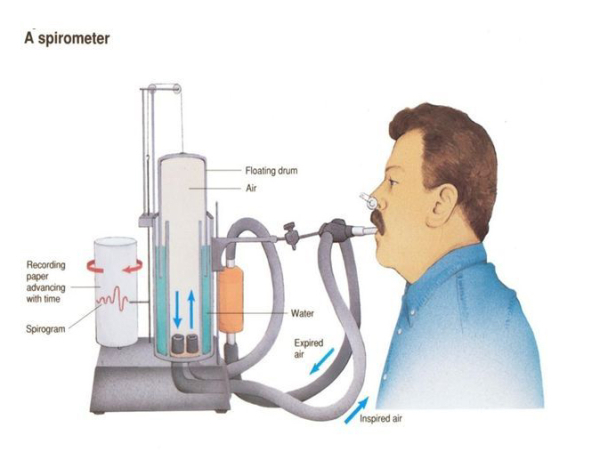 A spirometer
Floating drum
Air
Recording
paper
advancing
with time
Spirogram
Water
Expired
air
Inspired air